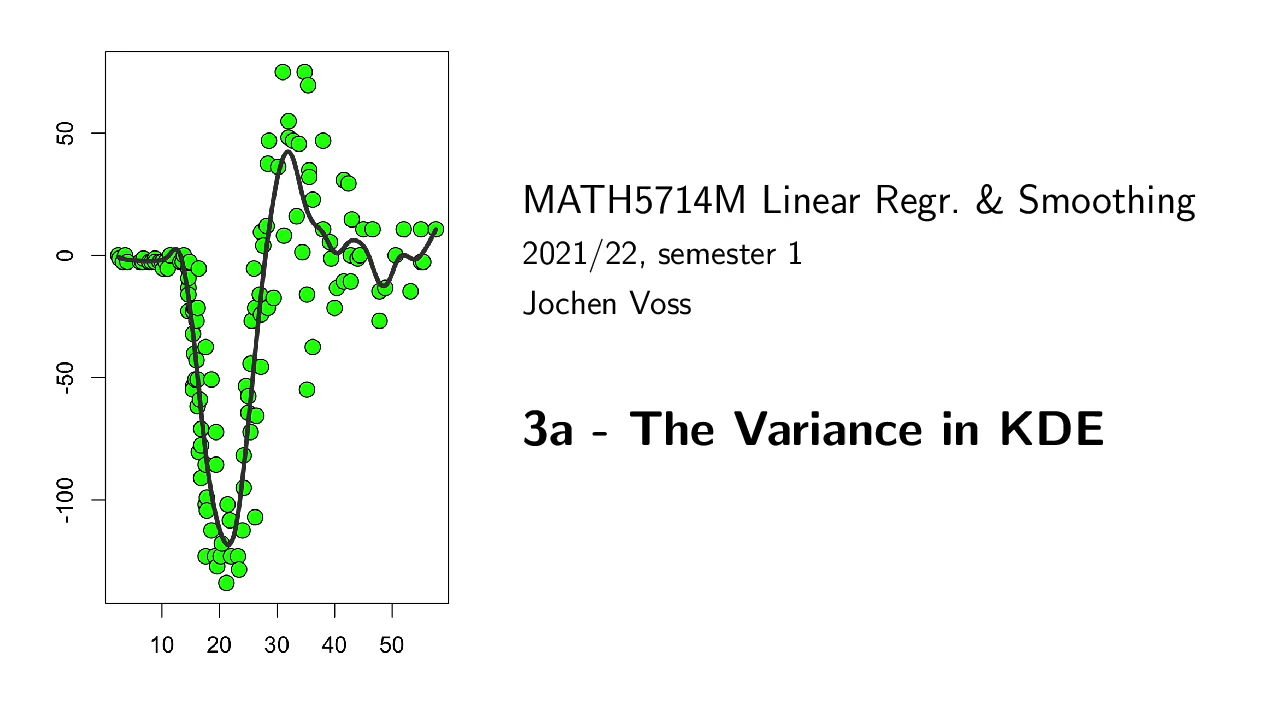 50
0
-50
-100
10 20 30 40 50
MATH5714M Linear Regr. & Smoothing
2021/22, semester 1
Jochen Voss
3a - The Variance in KDE